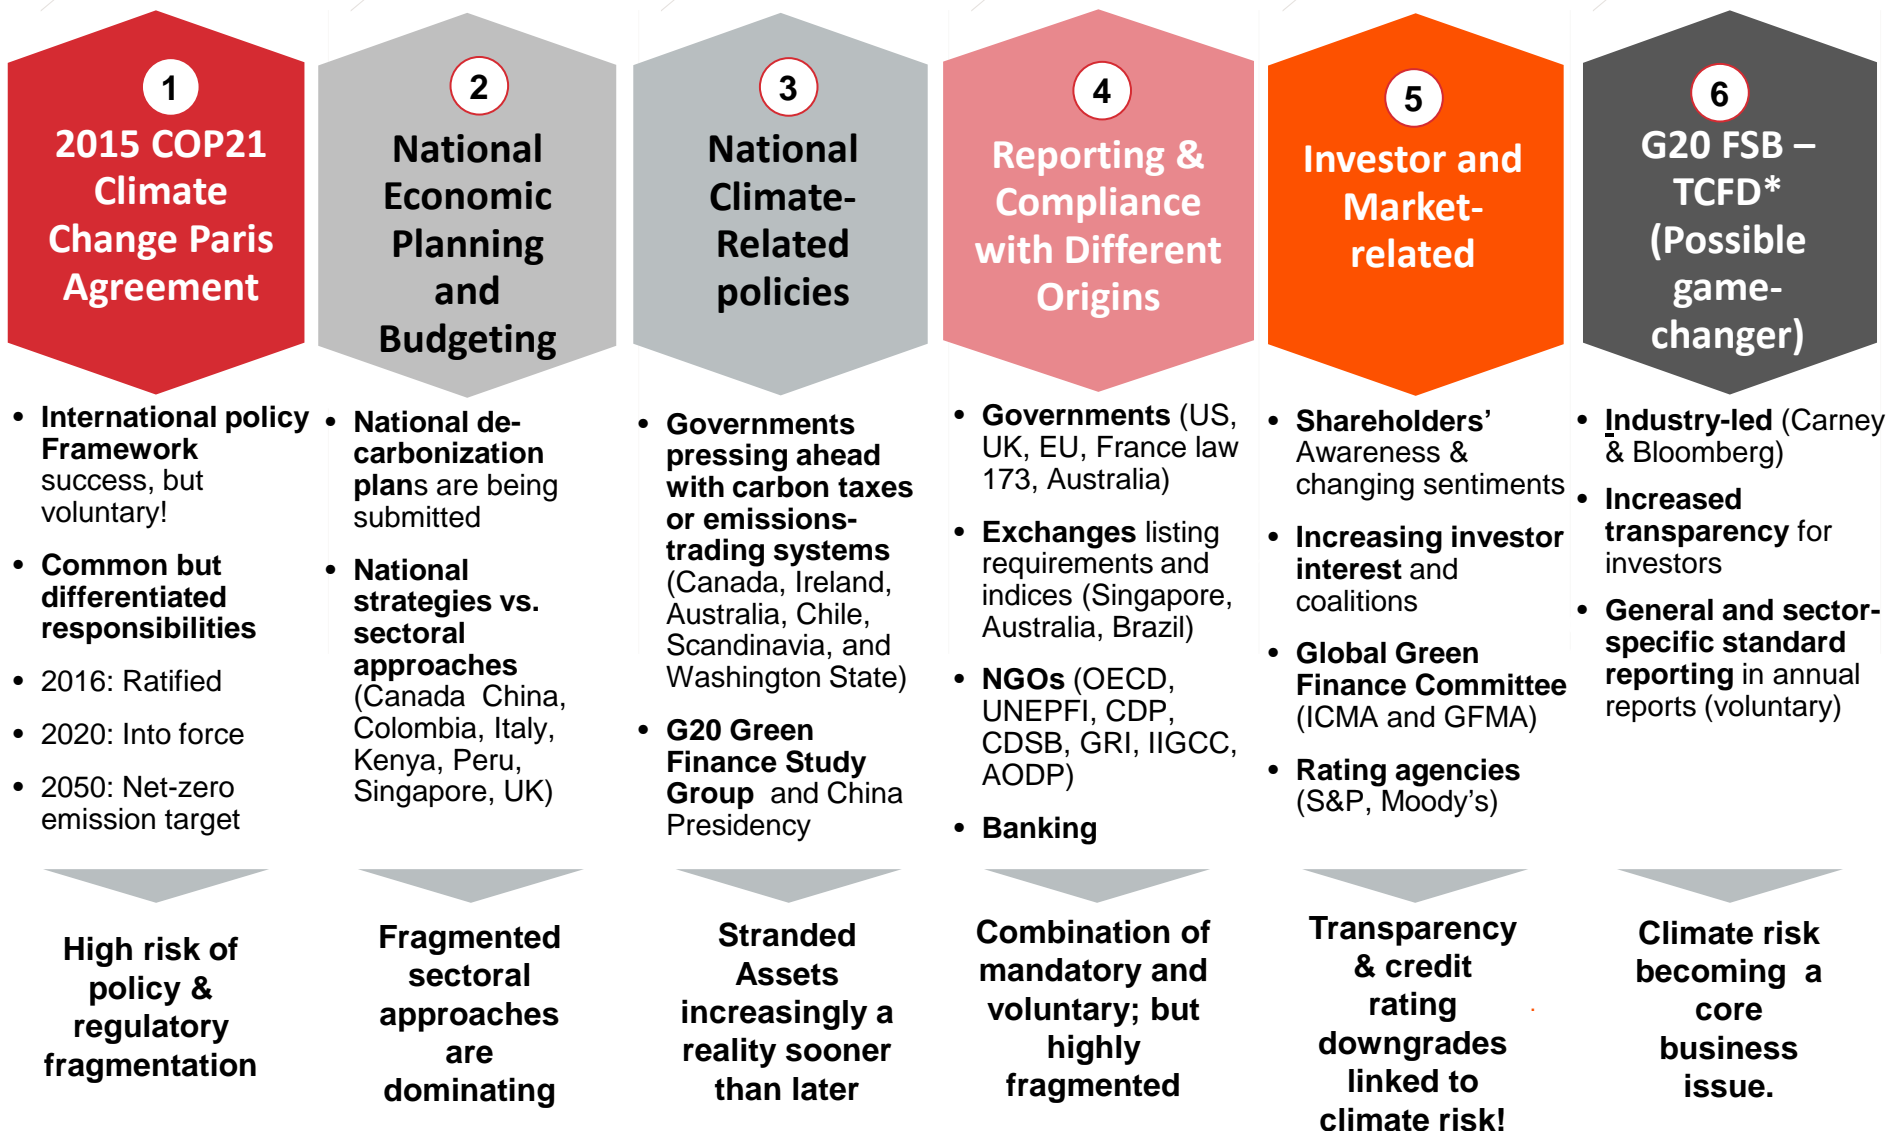 1
2015 COP21
Climate
Change Paris
Agreement
• International policy
Framework
success, but
voluntary!
• Common but
differentiated
responsibilities
• 2016: Ratified
• 2020: Into force
• 2050: Net-zero
emission target
High risk of
policy &
regulatory
fragmentation
2
National
Economic
Planning
and
Budgeting
• National de-
carbonization
plans are being
submitted
• National
strategies vs.
sectoral
approaches
(Canada  China,
Colombia, Italy,
Kenya, Peru,
Singapore, UK)
Fragmented
sectoral
approaches
are
dominating
3
National
Climate-
Related
policies
• Governments
pressing ahead
with carbon taxes
or emissions-
trading systems
(Canada, Ireland,
Australia, Chile,
Scandinavia, and
Washington State)
• G20 Green
Finance Study
Group  and China
Presidency
Stranded
Assets
increasingly a
reality sooner
than later
4
Reporting &
Compliance
with Different
Origins
• Governments (US,
UK, EU, France law
173, Australia)
• Exchanges listing
requirements and
indices (Singapore,
Australia, Brazil)
• NGOs (OECD,
UNEPFI, CDP,
CDSB, GRI, IIGCC,
AODP)
• Banking
Combination of
mandatory and
voluntary; but
highly
fragmented
5
Investor and
Market-
related
• Shareholders’
Awareness &
changing sentiments
• Increasing investor
interest and
coalitions
• Global Green
Finance Committee
(ICMA and GFMA)
• Rating agencies
(S&P, Moody’s)
Transparency
& credit
rating
downgrades
linked to
climate risk!
6
G20 FSB –
TCFD*
(Possible
game-
changer)
• Industry-led (Carney
& Bloomberg)
• Increased
transparency for
investors
• General and sector-
specific standard
reporting in annual
reports (voluntary)
Climate risk
becoming  a
core
business
issue.